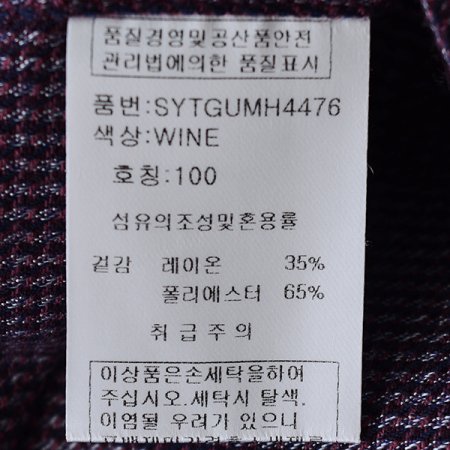 품질경영및공산품안전
관리법에의한 품질표시
품번:SYTGUMH4476
색상:WINE
호칭:100
섬유의조성및혼용률
겉감 레이온 35%
폴리에스터 65%
취급주의
이상품은손세탁을하여
주십시오.세탁시 탈색.
이염될 우려가 있으니